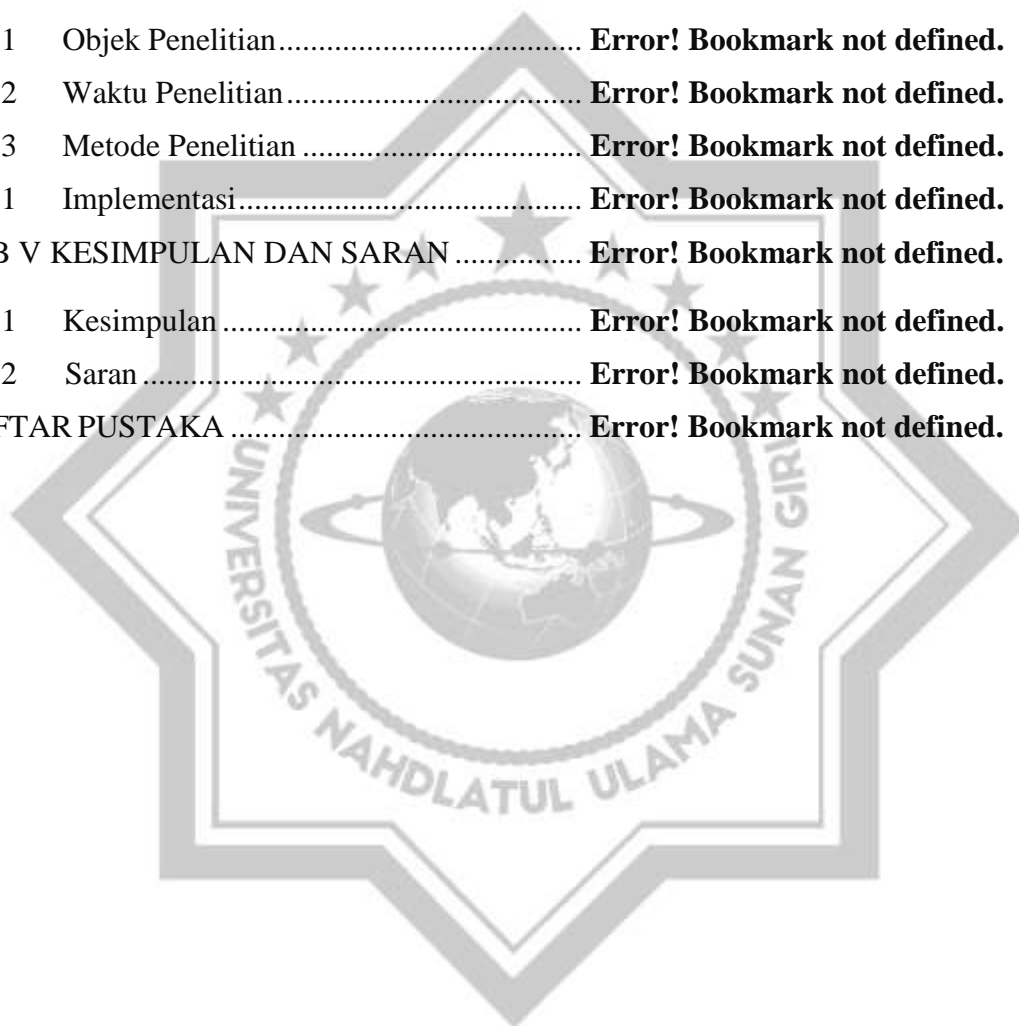 1 Objek Penelitian.................................. Error! Bookmark not defined.
2 Waktu Penelitian.................................. Error! Bookmark not defined.
3 Metode Penelitian .................................. Error! Bookmark not defined.
1 Implementasi....................................... Error! Bookmark not defined.
B V KESIMPULAN DAN SARAN ............... Error! Bookmark not defined.
1 Kesimpulan ......................................... Error! Bookmark not defined.
2 Saran .................................................. Error! Bookmark not defined.
FTAR PUSTAKA ........................................ Error! Bookmark not defined.
UNIVERSITAS NAHDLATUL ULAMA SUNAN GIRI